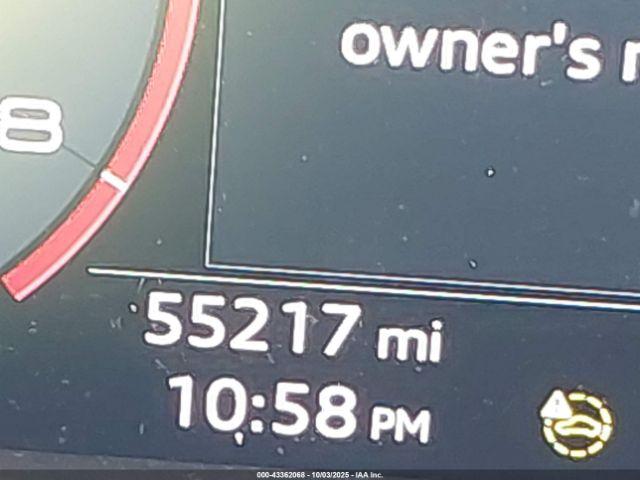 owner's
8
55217 mi
10:58 PM
000-43362068 - 10/03/2025 - IAA Inc.